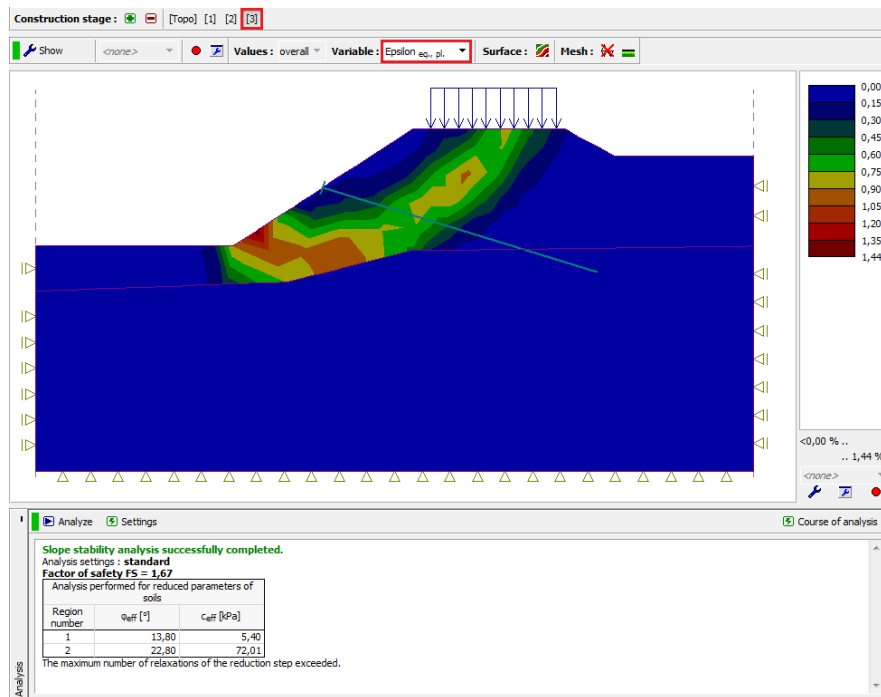 Construction stage : [Topo] [1] [2] [3]
Show <none> Values : overall Variable : Epsilon eq., pl. Surface : Mesh :
0,00
0,15
0,30
0,45
0,60
0,75
0,90
1,05
1,20
1,35
1,44
<0,00 % ..
.. 1,44 %
<none>
Analyze Settings Course of analysis
Slope stability analysis successfully completed.
Analysis settings : standard
Factor of safety FS = 1,67
Analysis performed for reduced parameters of
soils
Region
number φeff [°] ceff [kPa]
1 13,80 5,40
2 22,80 72,01
The maximum number of relaxations of the reduction step exceeded.
Analysis